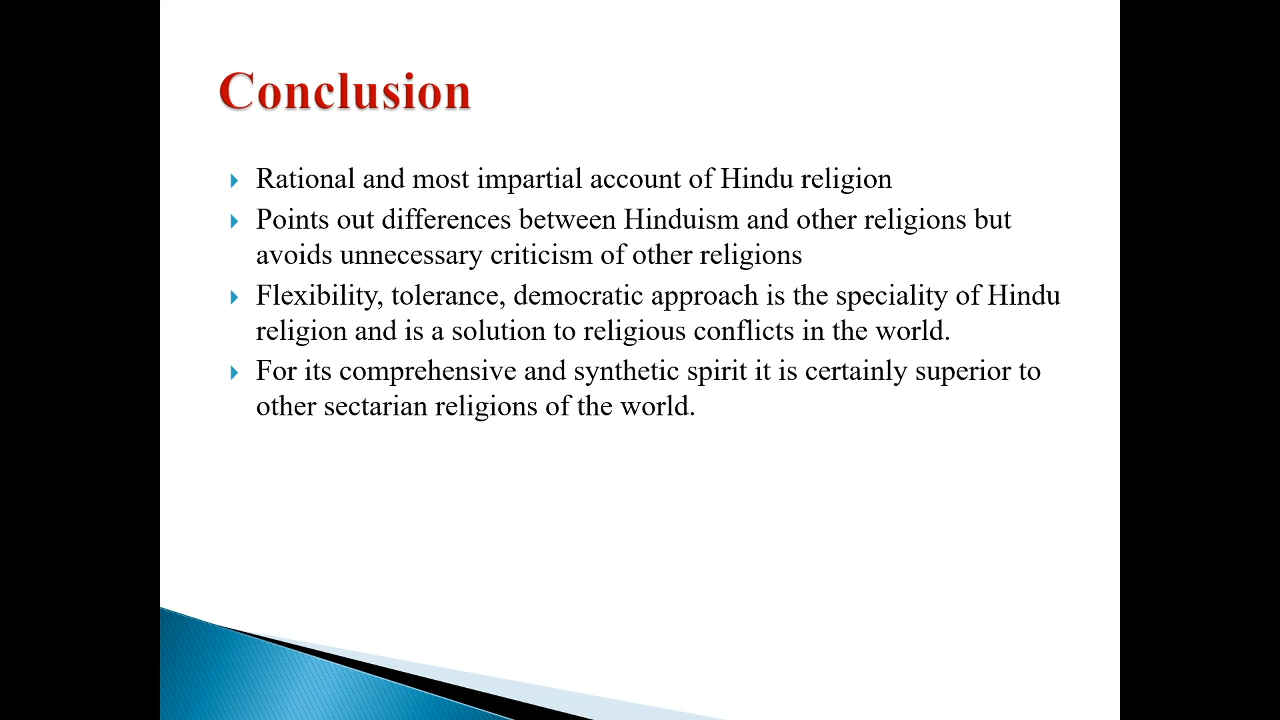 Conclusion
Rational and most impartial account of Hindu religion
Points out differences between Hinduism and other religions but
avoids unnecessary criticism of other religions
Flexibility, tolerance, democratic approach is the speciality of Hindu
religion and is a solution to religious conflicts in the world.
For its comprehensive and synthetic spirit it is certainly superior to
other sectarian religions of the world.